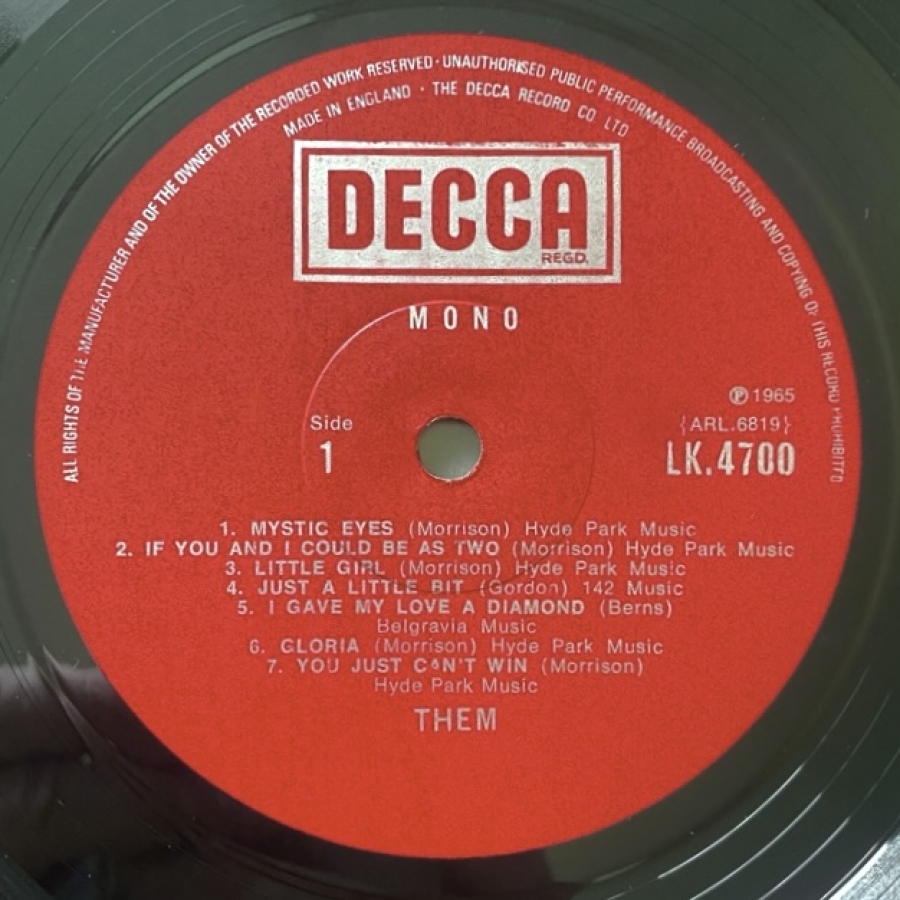 ALL RIGHTS OF THE MANUFACTURER AND OF THE OWNER OF THE RECORDED WORK RESERVED · UNAUTHORISED PUBLIC PERFORMANCE BROADCASTING AND COPYING OF THIS RECORD PROHIBITED
MADE IN ENGLAND · THE DECCA RECORD CO LTD
DECCA
REGD.
MONO
℗ 1965
Side
{ARL.6819}
1
LK.4700
1. MYSTIC EYES (Morrison) Hyde Park Music
2. IF YOU AND I COULD BE AS TWO (Morrison) Hyde Park Music
3. LITTLE GIRL (Morrison) Hyde Park Music
4. JUST A LITTLE BIT (Gordon) 142 Music
5. I GAVE MY LOVE A DIAMOND (Berns)
Belgravia Music
6. GLORIA (Morrison) Hyde Park Music
7. YOU JUST CAN'T WIN (Morrison)
Hyde Park Music
THEM